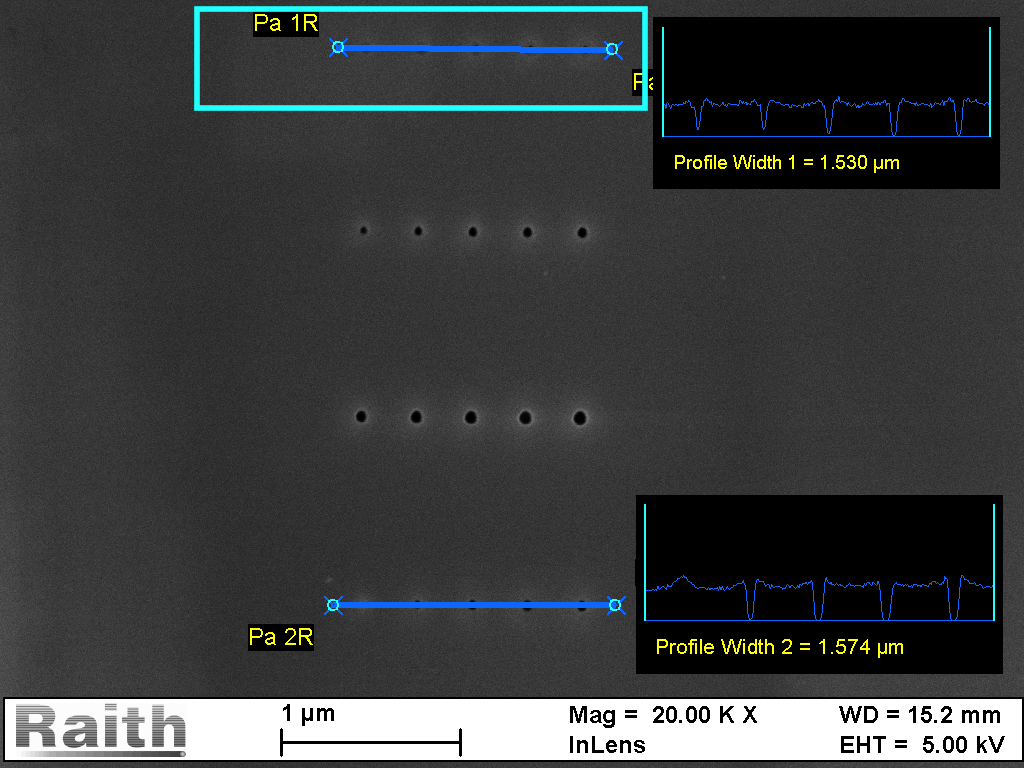 Pa 1R
Pa
Profile Width 1 = 1.530 µm
Profile Width 2 = 1.574 µm
Pa 2R
Raith
1 µm
Mag = 20.00 K X
InLens
WD = 15.2 mm
EHT = 5.00 kV